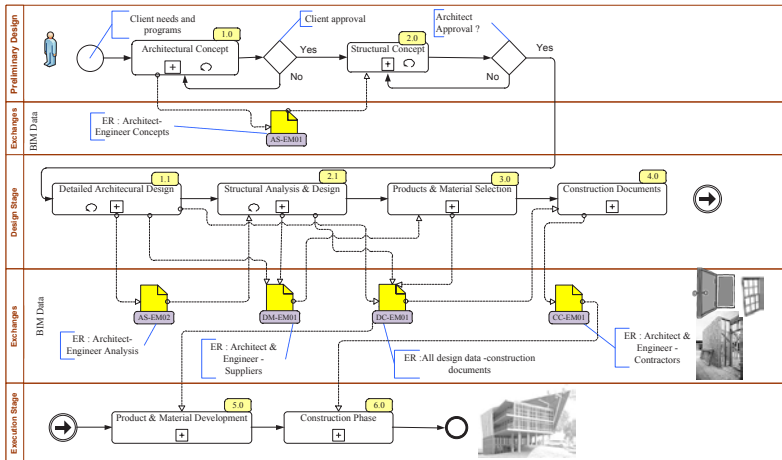 Preliminary Design
Client needs and
programs
1.0
Architectural Concept
Client approval
Yes
No
2.0
Structural Concept
Architect
Approval ?
Yes
No
Exchanges
BIM Data
ER : Architect-
Engineer Concepts
AS-EM01
Design Stage
1.1
Detailed Architecural Design
2.1
Structural Analysis & Design
3.0
Products & Material Selection
4.0
Construction Documents
Exchanges
BIM Data
AS-EM02
DM-EM01
DC-EM01
CC-EM01
ER : Architect-
Engineer Analysis
ER : Architect &
Engineer -
Suppliers
ER :All design data -construction
documents
ER : Architect &
Engineer -
Contractors
Execution Stage
5.0
Product & Material Development
6.0
Construction Phase